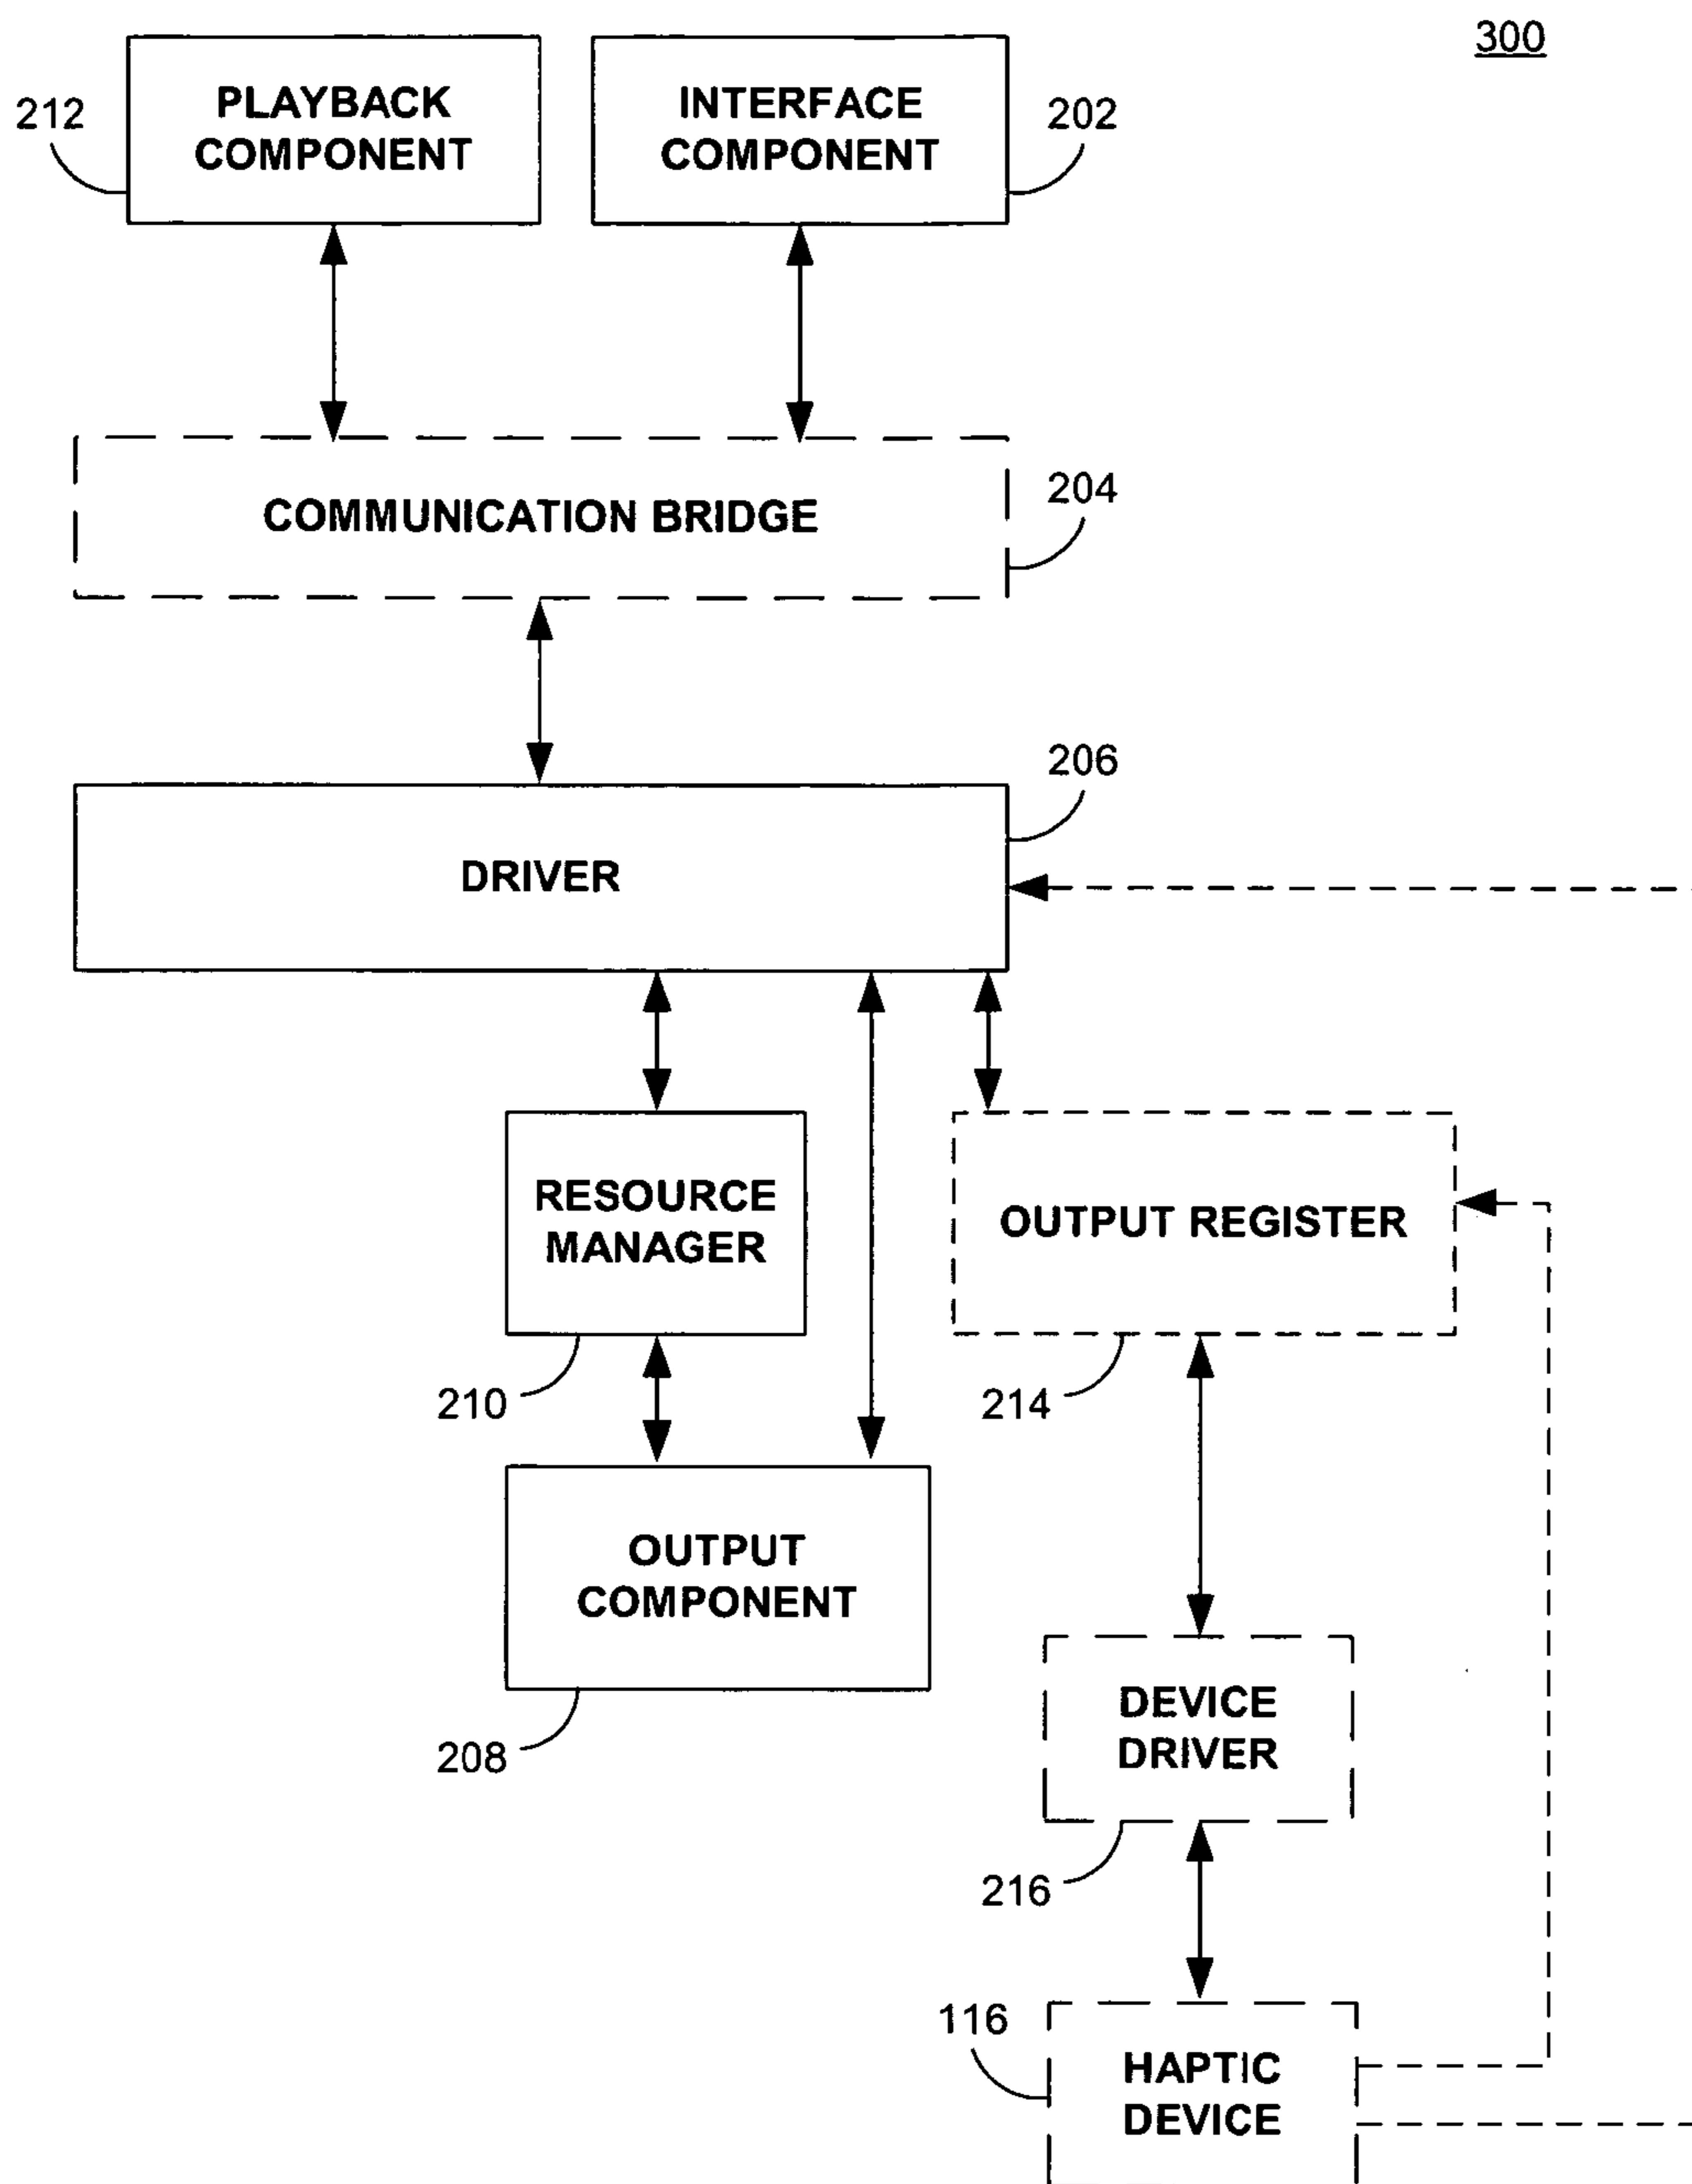 300
212
PLAYBACK
COMPONENT
INTERFACE
COMPONENT
202
COMMUNICATION BRIDGE
204
206
DRIVER
RESOURCE
MANAGER
210
OUTPUT REGISTER
214
OUTPUT
COMPONENT
208
DEVICE
DRIVER
216
116
HAPTIC
DEVICE